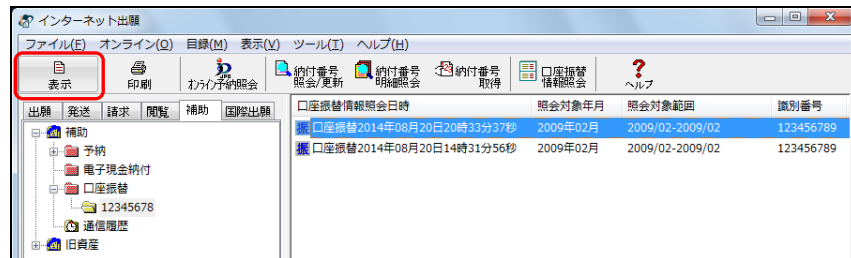 インターネット出願
ファイル(F) オンライン(O) 目録(M) 表示(V) ツール(T) ヘルプ(H)
表示 印刷 オンライン予納照会 納付番号照会/更新 納付番号明細照会 納付番号取得 口座振替情報照会 ヘルプ
出願 発送 請求 閲覧 補助 国際出願
補助
予納
電子現金納付
口座振替
12345678
通信履歴
旧資産
口座振替情報照会日時 照会対象年月 照会対象範囲 識別番号
振 口座振替2014年08月20日20時33分37秒 2009年02月 2009/02-2009/02 123456789
振 口座振替2014年08月20日14時31分56秒 2009年02月 2009/02-2009/02 123456789